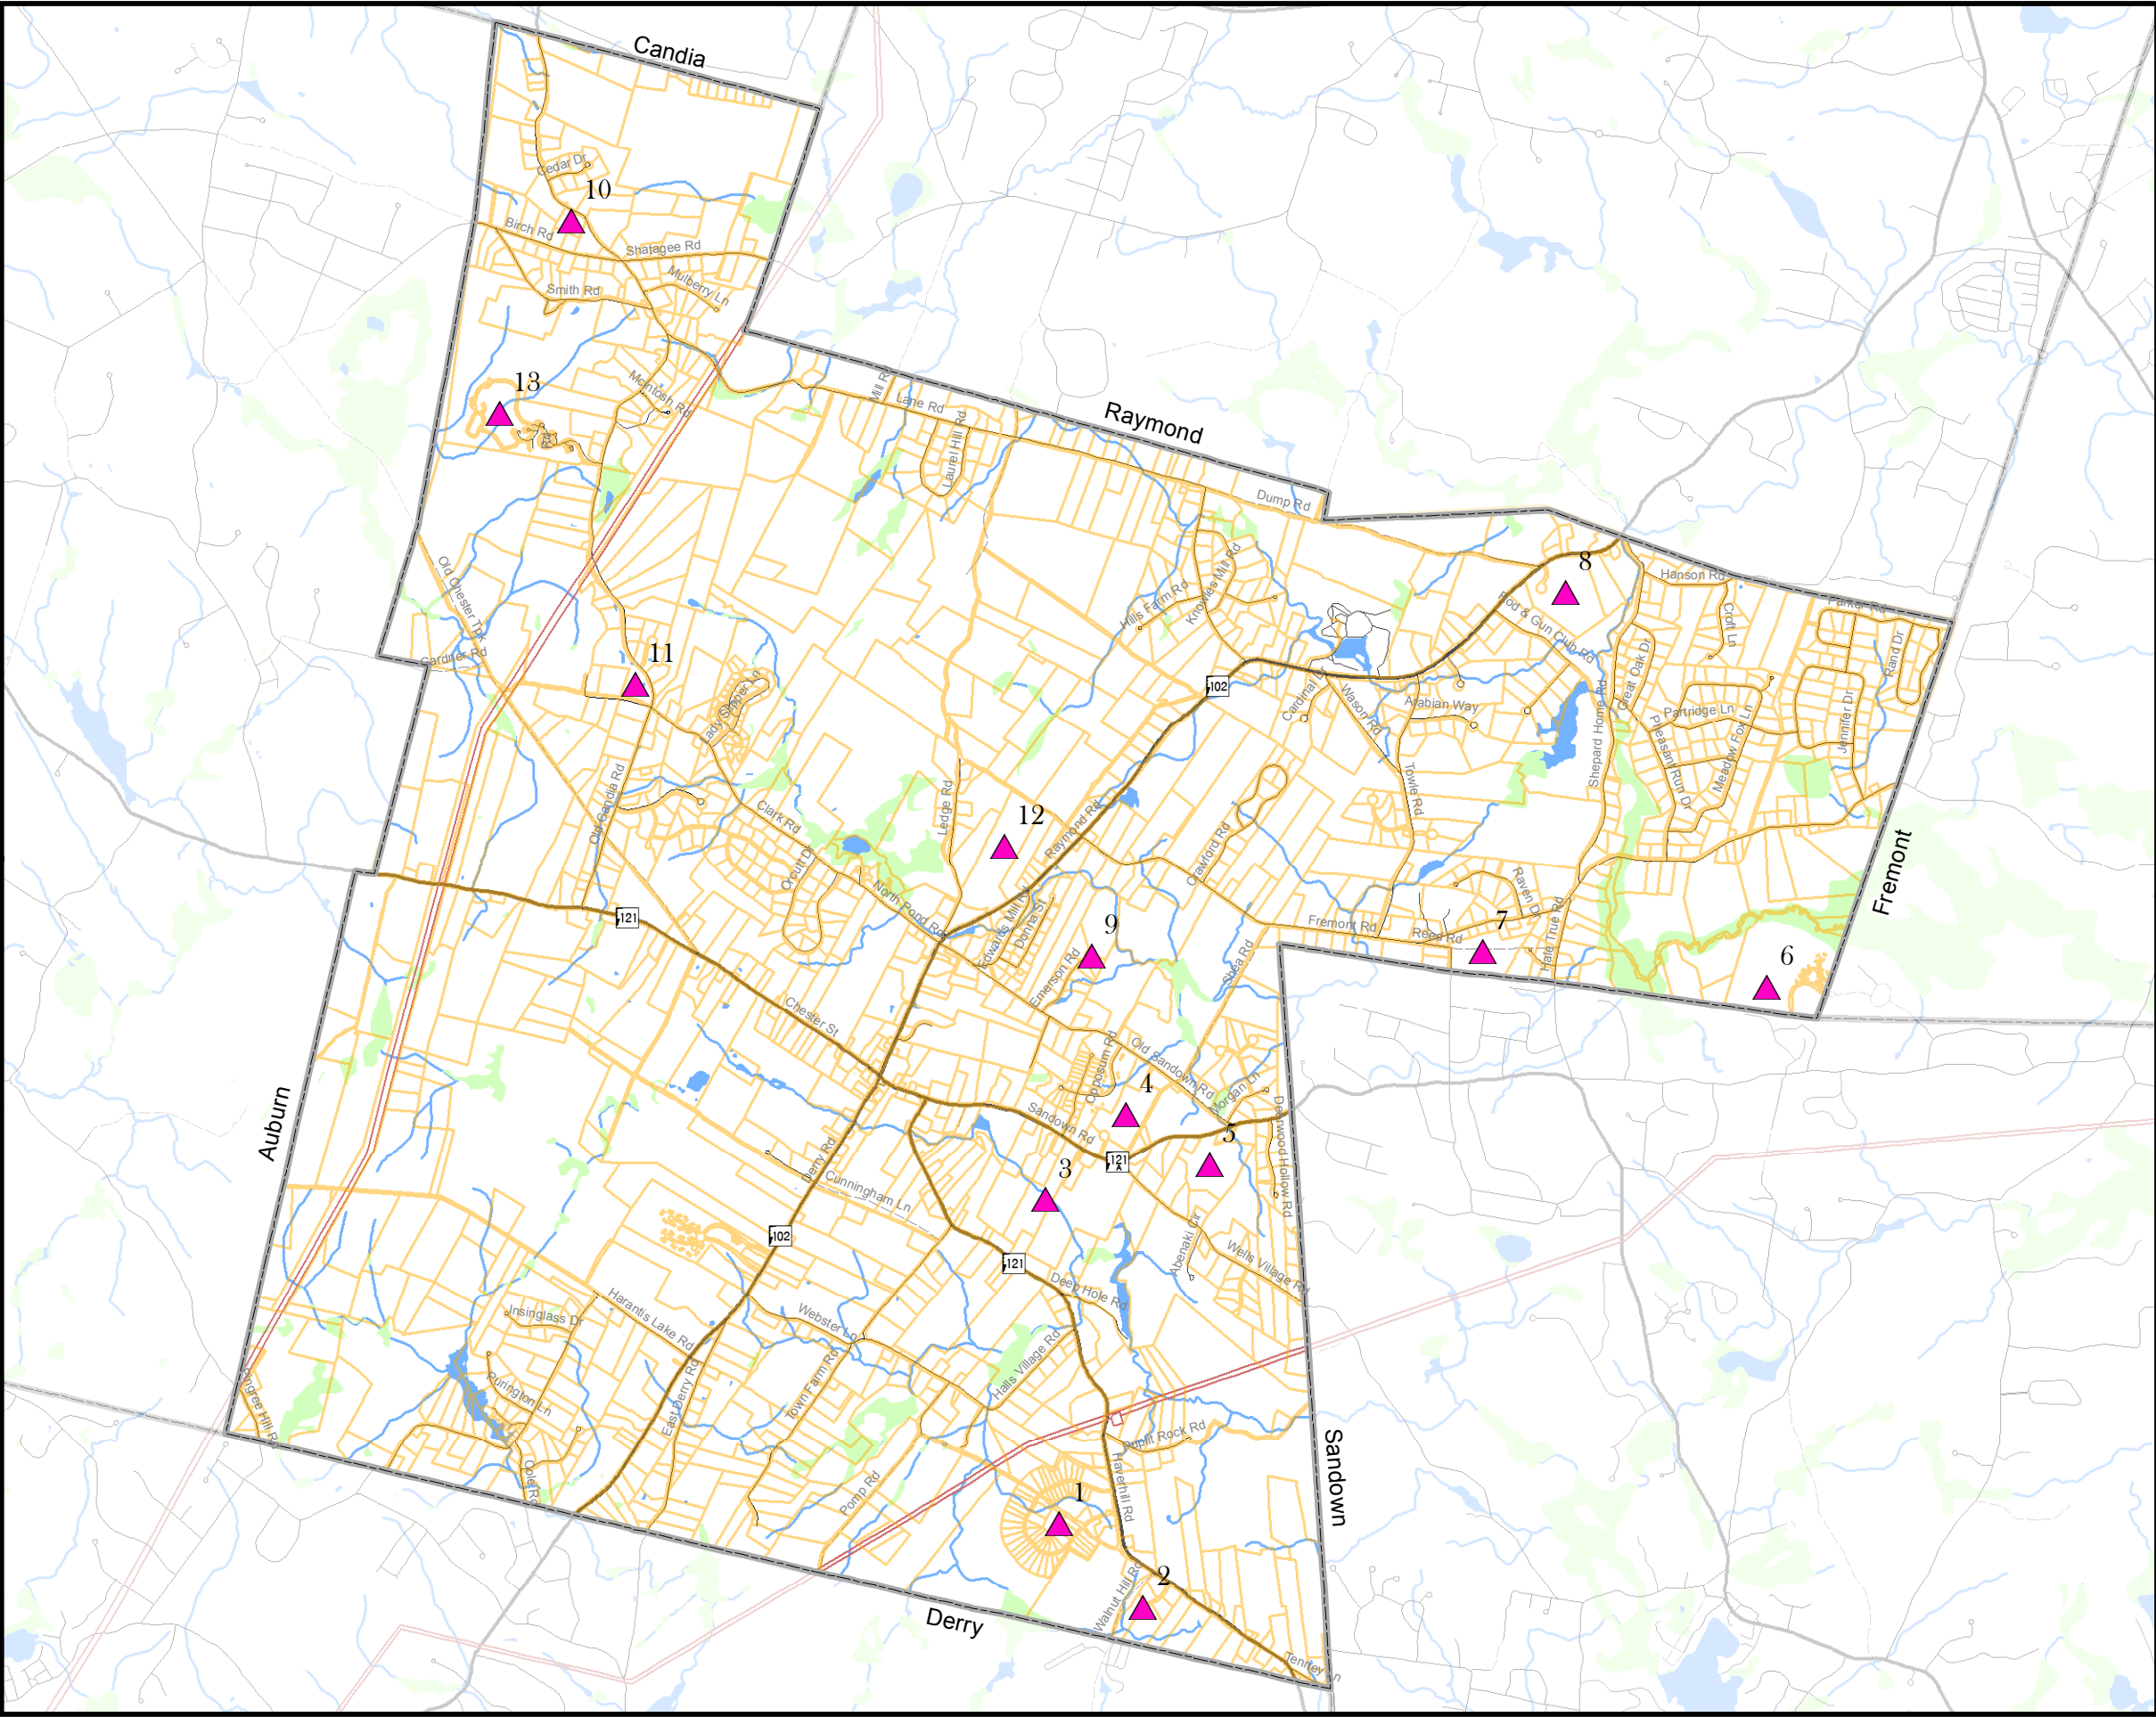 Candia
Cedar Dr
10
Birch Rd
Shatagee Rd
Mulberry Ln
Smith Rd
13
McIntosh Rd
Mill R
Lane Rd
Laurel Hill Rd
Raymond
Rd
Dump Rd
8
Old Chester Tpk
Hanson Rd
Hills Farm Rd
Knowles Mill Rd
Rod & Gun Club Rd
Croft Ln
Parker Rd
Gardner Rd
11
Great Oak Dr
Rand Dr
102
Lady Slipper Ln
Cardinal Dr
Wason Rd
Arabian Way
Shepard Home Rd
Partridge Ln
Pheasant Run Dr
Meadow Fox Ln
Jennifer Dr
Old Candia Rd
Clark Rd
Ledge Rd
12
Raymond Rd
Towle Rd
Crawford Rd
Orcutt Dr
North Pond Rd
Edwards Mill Rd
Donna St
Raven D
Fremont
121
9
Fremont Rd
Reed Rd
7
Hale True Rd
6
Emerson Rd
Shea Rd
Chester St
Opossum Rd
Old Sandown Rd
Morgan Ln
4
Auburn
Sandown Rd
5
Deerwood Hollow Rd
Derry Rd
121
A
3
Cunningham Ln
102
Abenaki Cir
Wells Village R
121
Deep Hole Rd
Insinglass Dr
Harantis Lake Rd
Webster Ln
Halls Village Rd
Purington Ln
East Derry Rd
Town Farm Rd
Pingree Hill R
Pulpit Rock Rd
Haverhill Rd
Sandown
Cole Rd
Pomp Rd
1
Walnut Hill Rd
2
Derry
Tenney Ln